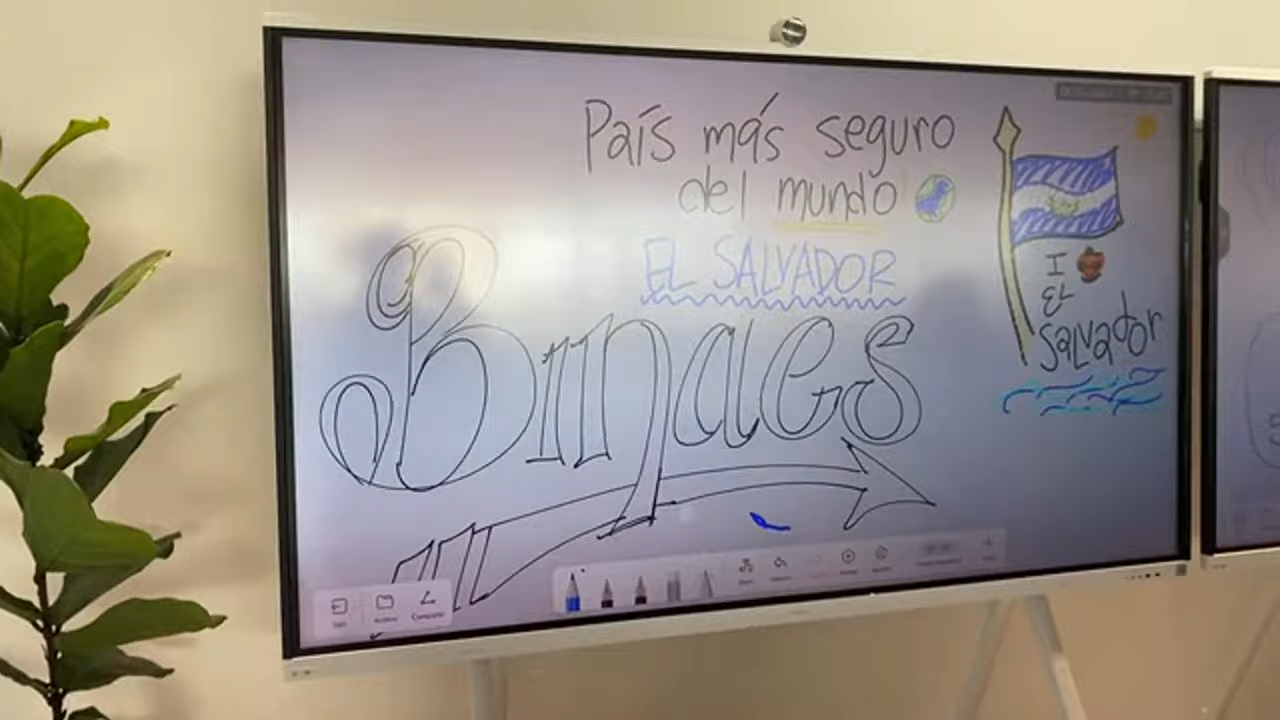 País más seguro
del mundo
EL SALVADOR
Binaes
I
EL
Salvador